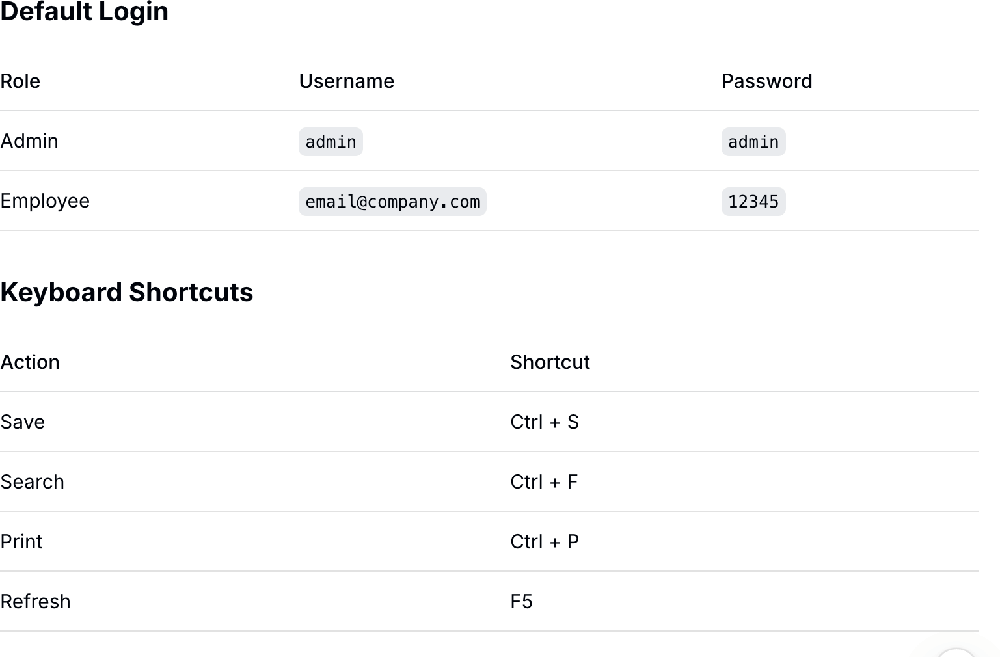 Default Login
Role Username Password
Admin admin admin
Employee email@company.com 12345
Keyboard Shortcuts
Action Shortcut
Save Ctrl + S
Search Ctrl + F
Print Ctrl + P
Refresh F5